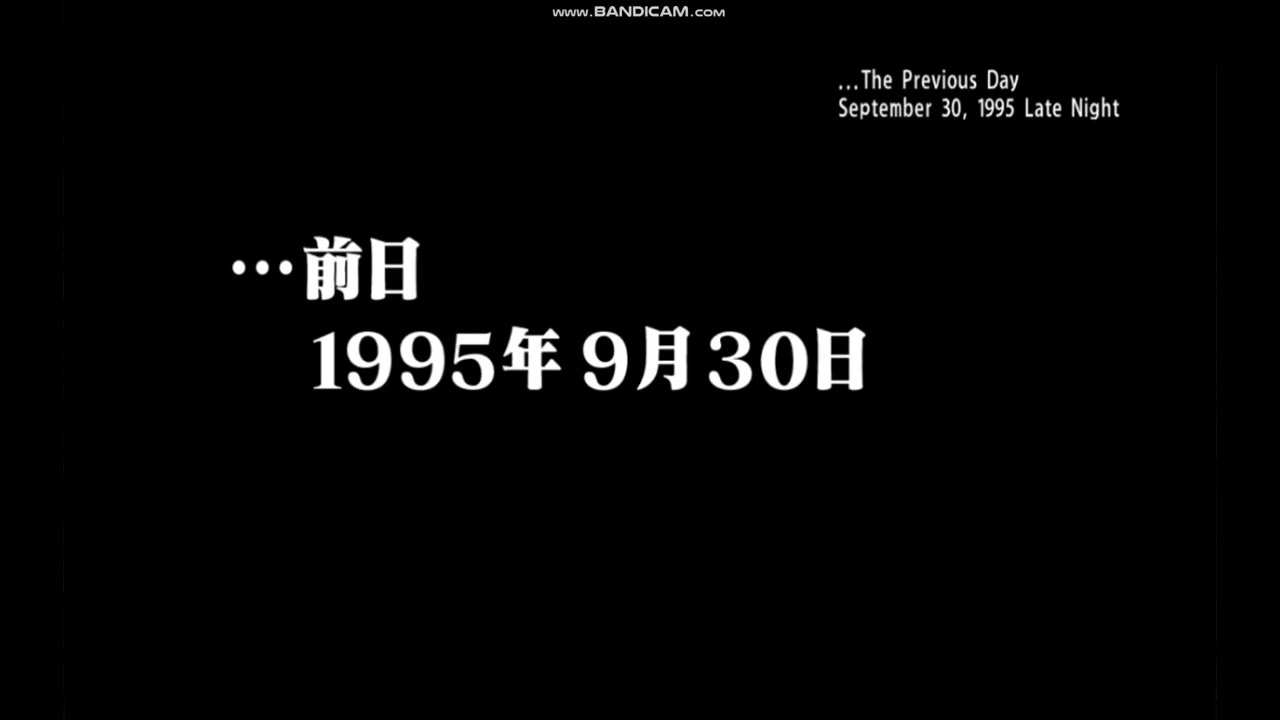 www.BANDICAM.com
...The Previous Day
September 30, 1995 Late Night
…前日
1995年9月30日